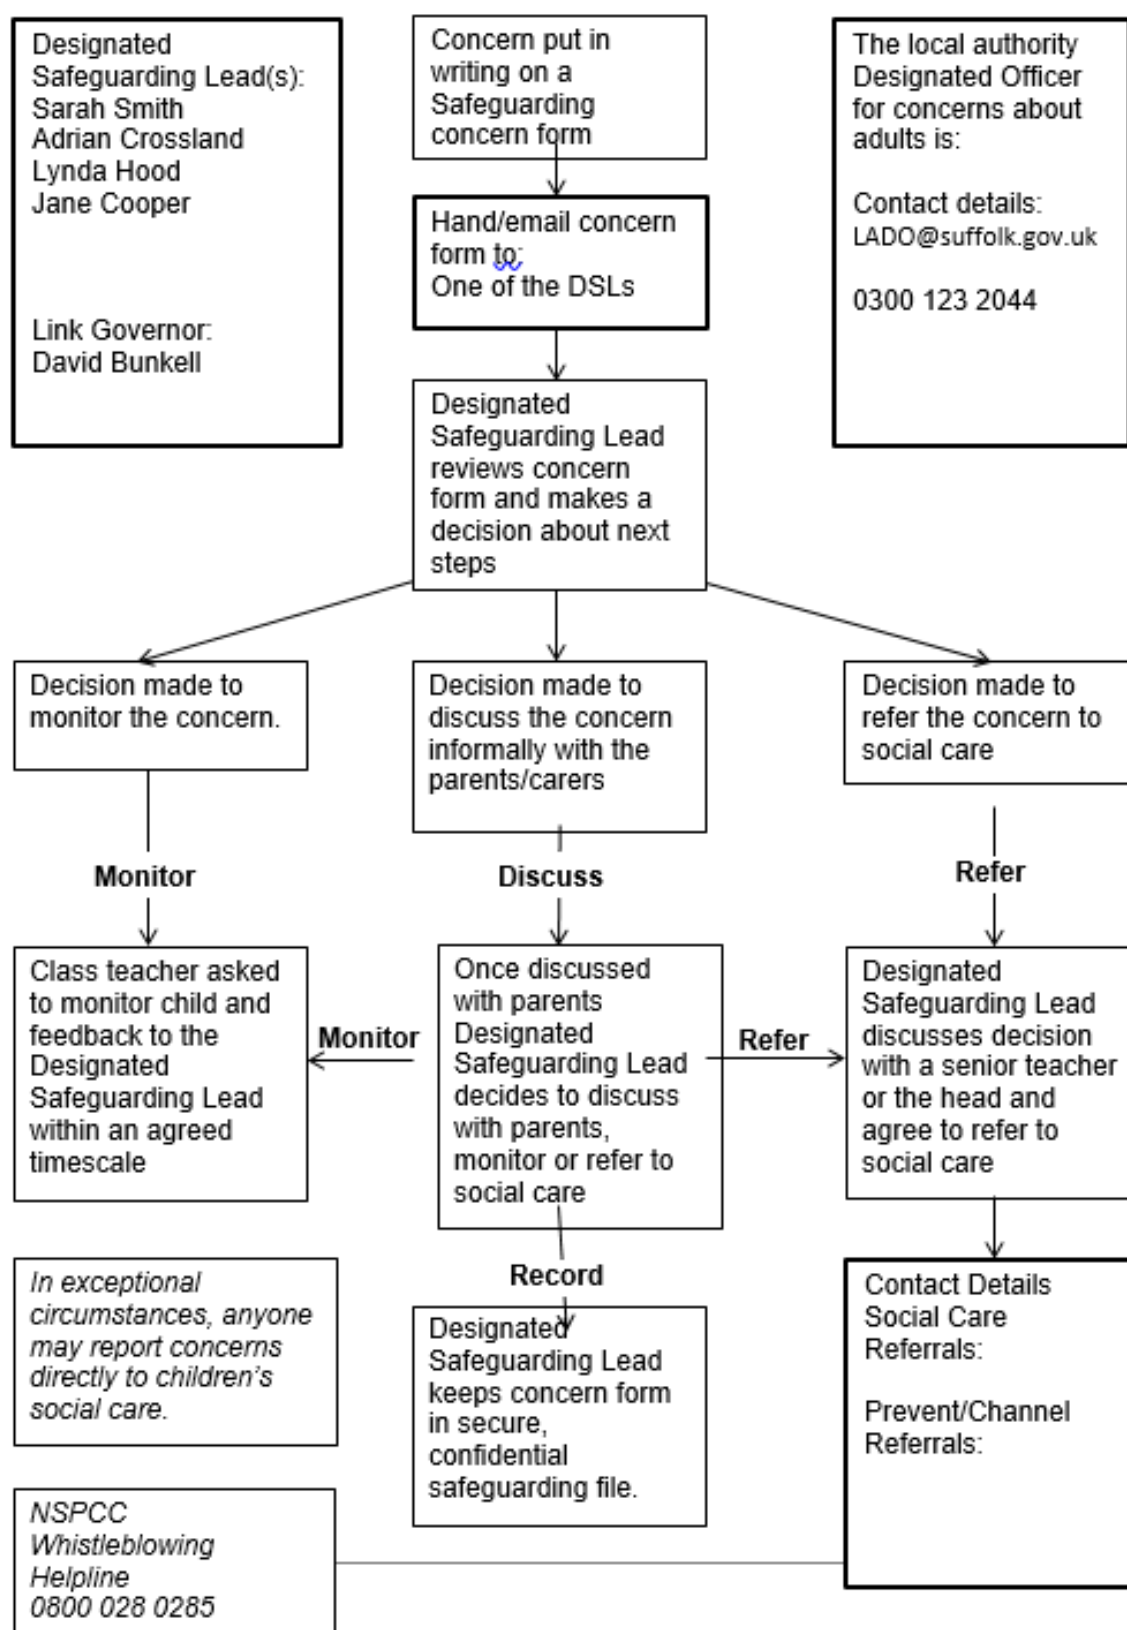 Designated
Safeguarding Lead(s):
Sarah Smith
Adrian Crossland
Lynda Hood
Jane Cooper
Link Governor:
David Bunkell
Concern put in
writing on a
Safeguarding
concern form
The local authority
Designated Officer
for concerns about
adults is:
Contact details:
LADO@suffolk.gov.uk
0300 123 2044
Hand/email concern
form to:
One of the DSLs
Designated
Safeguarding Lead
reviews concern
form and makes a
decision about next
steps
Decision made to
monitor the concern.
Decision made to
discuss the concern
informally with the
parents/carers
Decision made to
refer the concern to
social care
Monitor
Discuss
Refer
Class teacher asked
to monitor child and
feedback to the
Designated
Safeguarding Lead
within an agreed
timescale
Monitor
Once discussed
with parents
Designated
Safeguarding Lead
decides to discuss
with parents,
monitor or refer to
social care
Refer
Designated
Safeguarding Lead
discusses decision
with a senior teacher
or the head and
agree to refer to
social care
Record
In exceptional
circumstances, anyone
may report concerns
directly to children's
social care.
Designated
Safeguarding Lead
keeps concern form
in secure,
confidential
safeguarding file.
Contact Details
Social Care
Referrals:
Prevent/Channel
Referrals:
NSPCC
Whistleblowing
Helpline
0800 028 0285